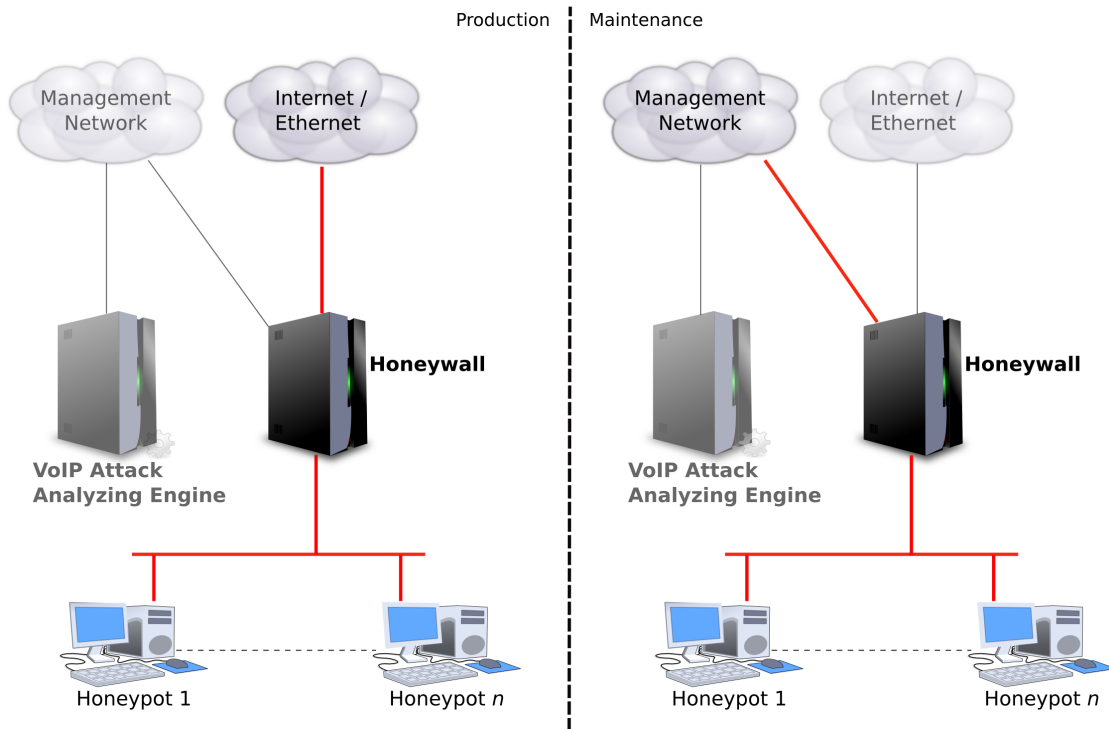 Production
Maintenance
Management
Network
Internet /
Ethernet
Honeywall
VoIP Attack
Analyzing Engine
Honeypot 1
Honeypot n
Management
Network
Internet /
Ethernet
Honeywall
VoIP Attack
Analyzing Engine
Honeypot 1
Honeypot n